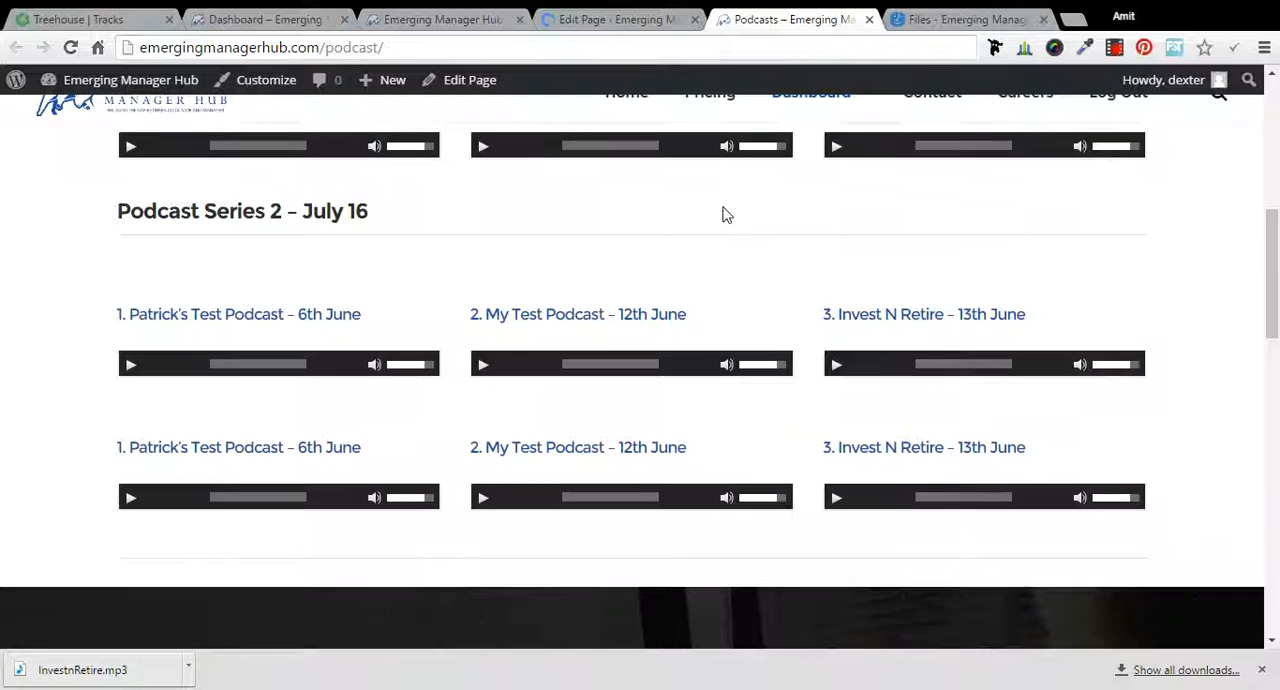 Treehouse | Tracks
Dashboard – Emerging
Emerging Manager Hub
Edit Page ‹ Emerging M
Podcasts – Emerging Ma
Files - Emerging Manag
Amit
emergingmanagerhub.com/podcast/
Emerging Manager Hub
Customize
0
New
Edit Page
Howdy, dexter
MANAGER HUB
Home
Pricing
Dashboard
Contact
Careers
Log Out
Podcast Series 2 – July 16
1. Patrick's Test Podcast – 6th June
2. My Test Podcast – 12th June
3. Invest N Retire – 13th June
1. Patrick's Test Podcast – 6th June
2. My Test Podcast – 12th June
3. Invest N Retire – 13th June
InvestnRetire.mp3
Show all downloads...